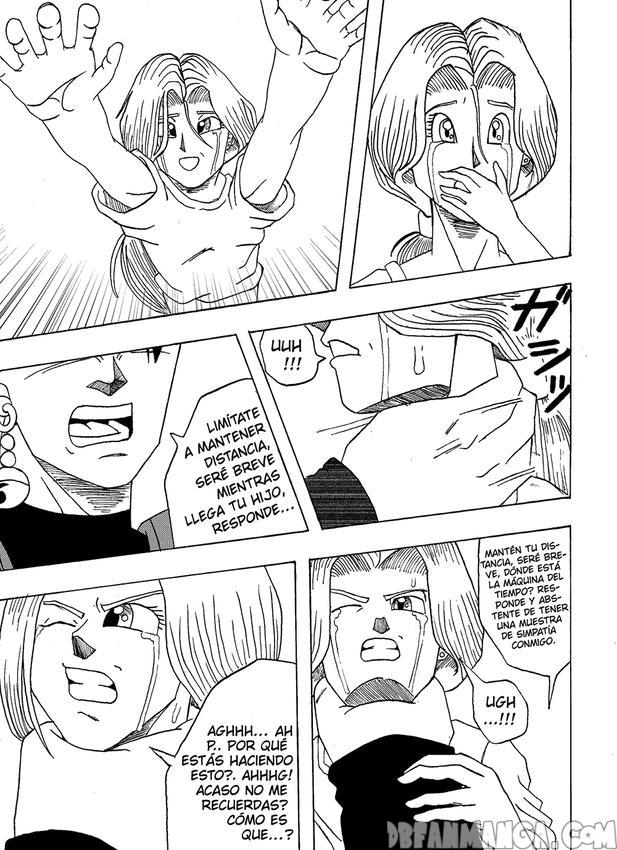 ガシッ
UUH
!!!
LIMÍTATE
A MANTENER
DISTANCIA,
SERÉ BREVE
MIENTRAS
LLEGA TU HIJO,
RESPONDE...
MANTÉN TU DIS-
TANCIA, SERÉ BRE-
VE, DÓNDE ESTÁ
LA MÁQUINA DEL
TIEMPO? RES-
PONDE Y ABS-
TENTE DE TENER
UNA MUESTRA
DE SIMPATÍA
CONMIGO.
UGH
...!!!
AGHHH... AH
P.. POR QUÉ
ESTÁS HACIENDO
ESTO?. AHHHG!
ACASO NO ME
RECUERDAS?
CÓMO ES
QUE...?
DBFANMANGA.COM